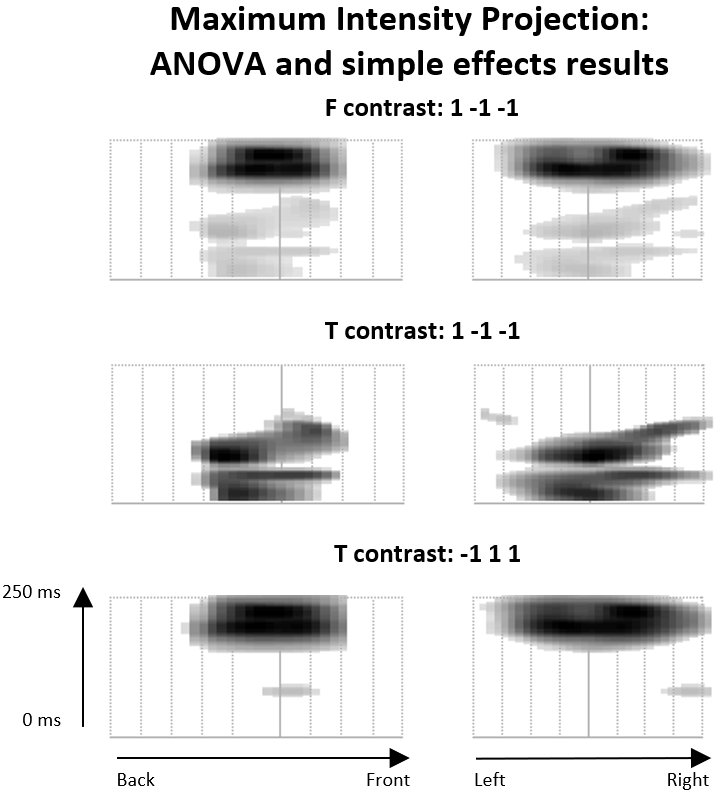 Maximum Intensity Projection:
ANOVA and simple effects results
F contrast: 1 -1 -1
T contrast: 1 -1 -1
T contrast: -1 1 1
250 ms
0 ms
Back
Front
Left
Right